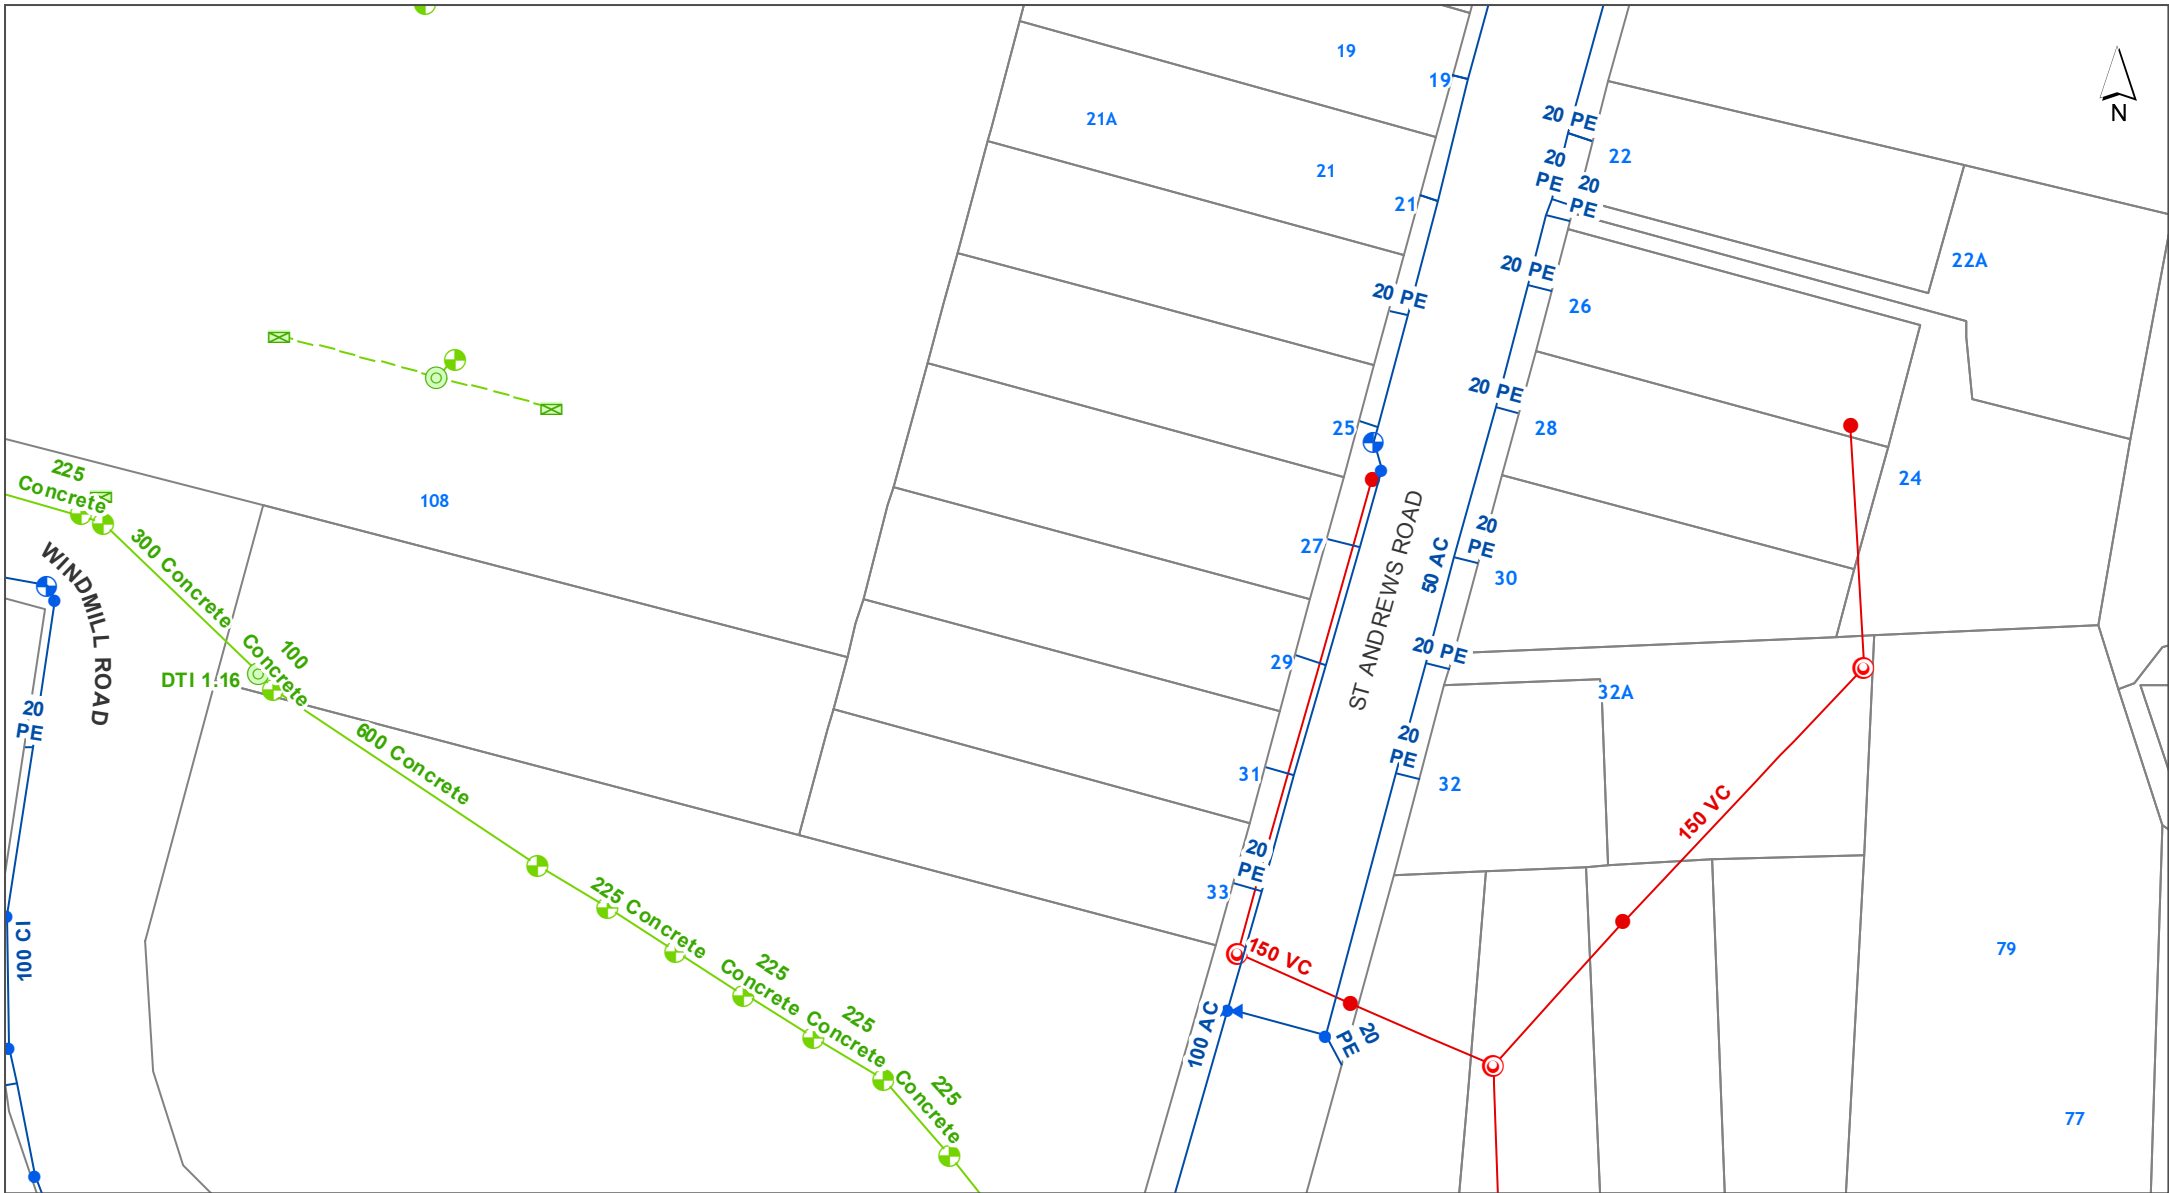 19
19
21A
21
21
20 PE
20 PE
20
PE
20
PE
22
22A
20 PE
26
20 PE
28
25
27
29
31
33
24
N
ST ANDREWS ROAD
50 AC
20
PE
30
20 PE
32A
20
PE
32
20
PE
150 VC
150 VC
100 AC
20
PE
79
77
108
225
Concrete
300 Concrete
100
Concrete
DTI 1:16
600 Concrete
225 Concrete
225
Concrete
225
Concrete
225
Concrete
WINDMILL ROAD
20
PE
100 CI